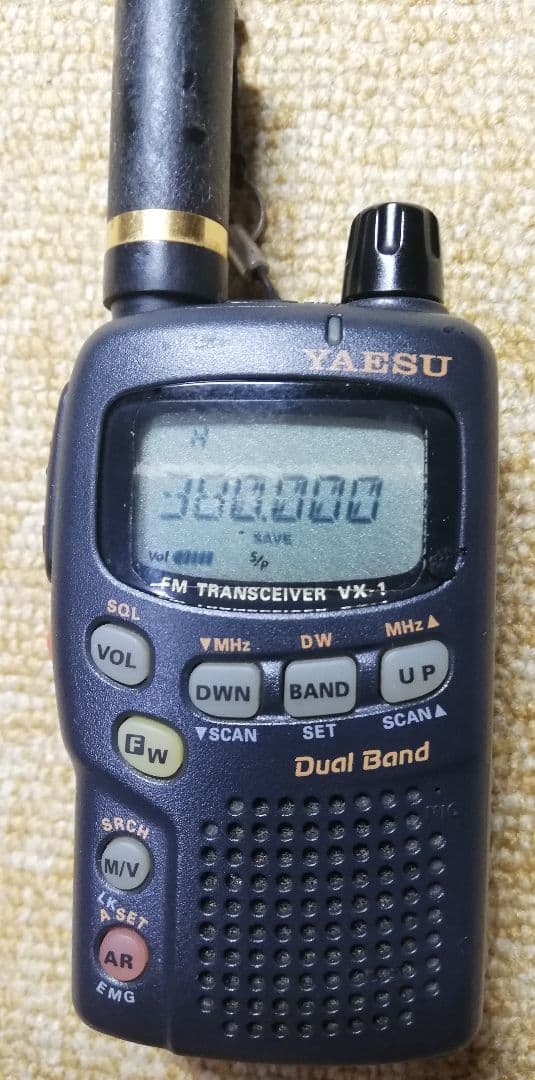 YAESU
H
380.000
SAVE
Vol S/P
FM TRANSCEIVER VX-1
SQL
VOL
▼MHz DW MHz▲
DWN BAND UP
▼SCAN SET SCAN▲
F W
Dual Band
MIC
SRCH
M/V
LK
A SET
AR
EMG